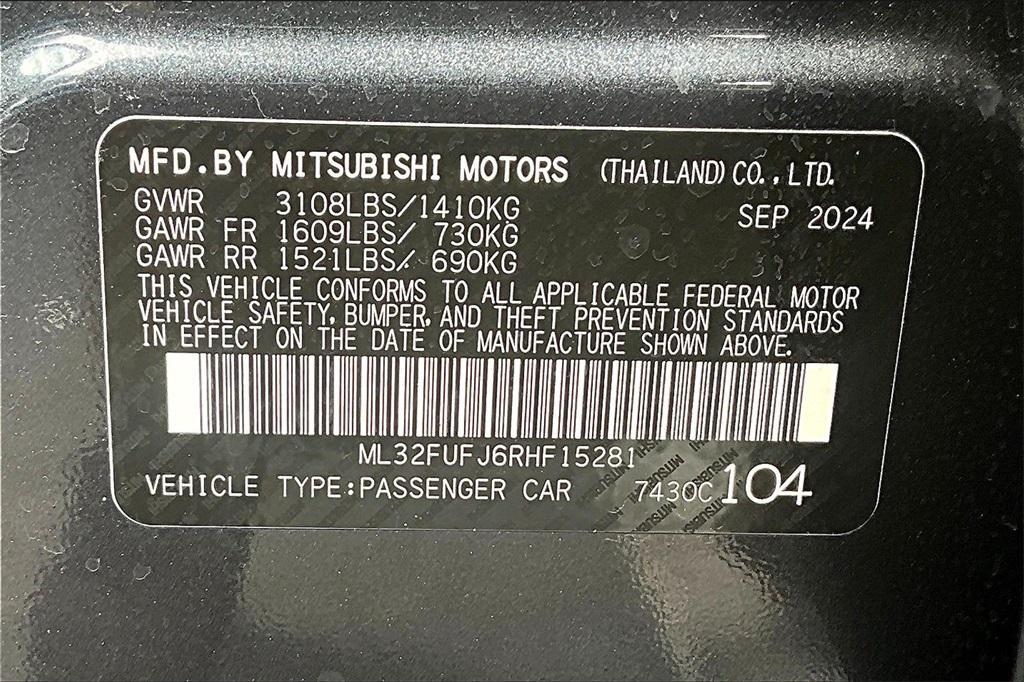 MFD.BY MITSUBISHI MOTORS (THAILAND) CO.,LTD.
GVWR 3108LBS/1410KG SEP 2024
GAWR FR 1609LBS/ 730KG
GAWR RR 1521LBS/ 690KG
THIS VEHICLE CONFORMS TO ALL APPLICABLE FEDERAL MOTOR
VEHICLE SAFETY, BUMPER, AND THEFT PREVENTION STANDARDS
IN EFFECT ON THE DATE OF MANUFACTURE SHOWN ABOVE.
ML32FUFJ6RHF15281
VEHICLE TYPE:PASSENGER CAR 7430C 104